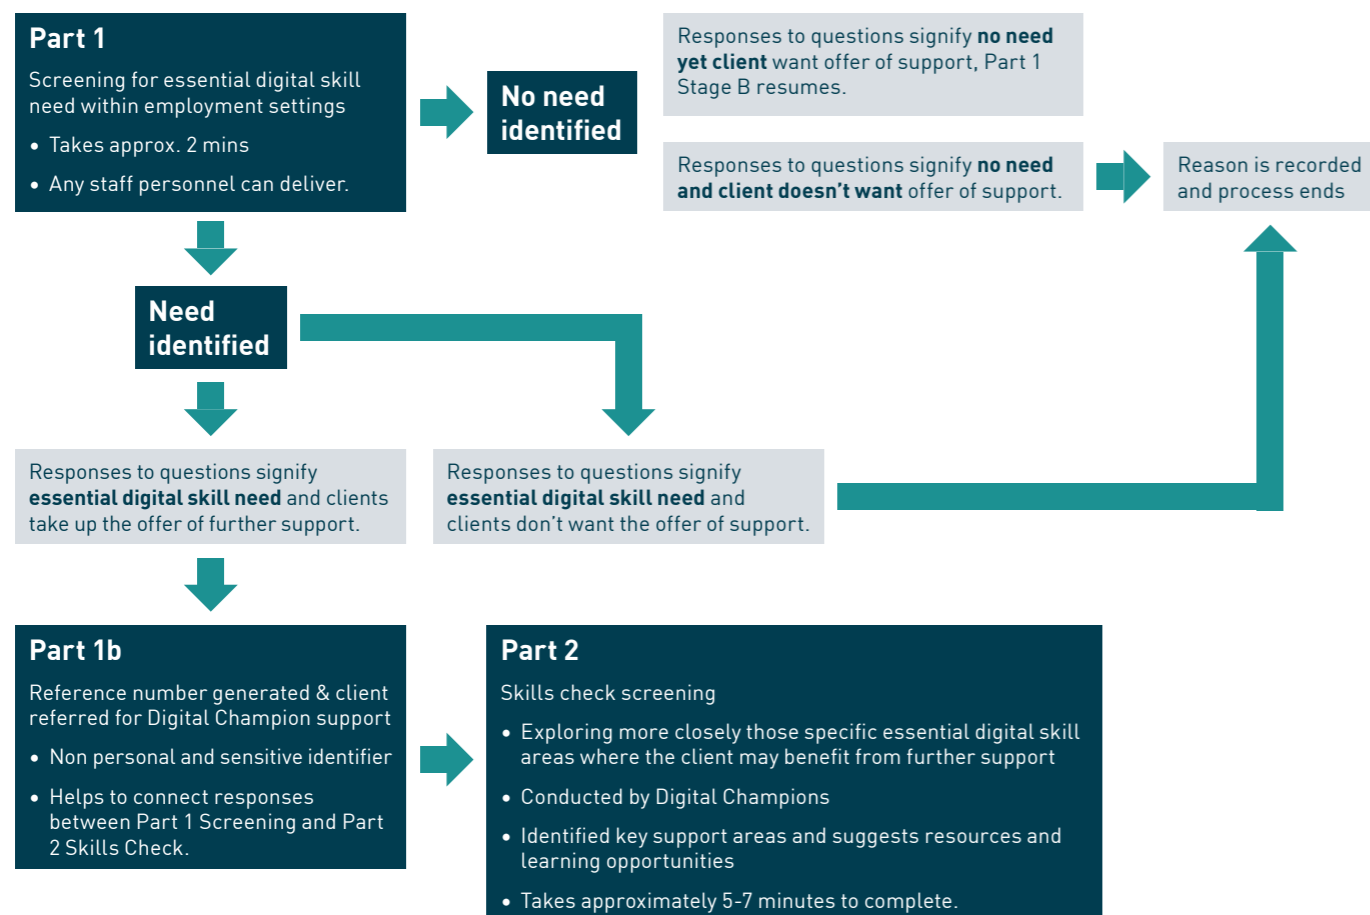 Part 1
Screening for essential digital skill
need within employment settings
• Takes approx. 2 mins
• Any staff personnel can deliver.
No need
identified
Responses to questions signify no need
yet client want offer of support, Part 1
Stage B resumes.
Responses to questions signify no need
and client doesn't want offer of support.
Reason is recorded
and process ends
Need
identified
Responses to questions signify
essential digital skill need and clients
take up the offer of further support.
Responses to questions signify
essential digital skill need and
clients don't want the offer of support.
Part 1b
Reference number generated & client
referred for Digital Champion support
• Non personal and sensitive identifier
• Helps to connect responses
between Part 1 Screening and Part
2 Skills Check.
Part 2
Skills check screening
• Exploring more closely those specific essential digital skill
areas where the client may benefit from further support
• Conducted by Digital Champions
• Identified key support areas and suggests resources and
learning opportunities
• Takes approximately 5-7 minutes to complete.